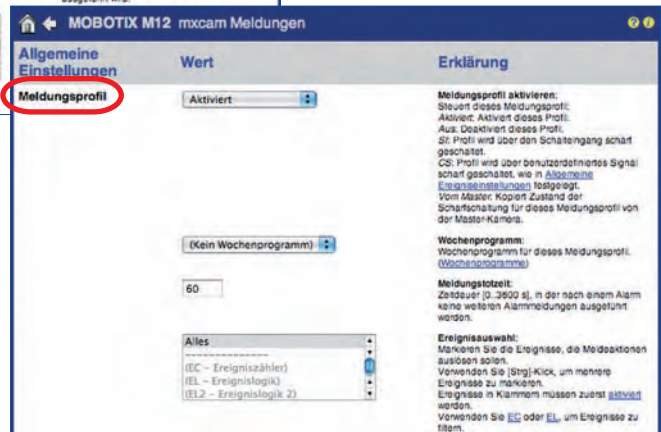 MOBOTIX M12 mxcam Meldungen
Allgemeine
Einstellungen
Wert
Erklärung
Meldungsprofil
Aktiviert
Meldungsprofil aktivieren:
Steuert dieses Meldungsprofil:
Aktiviert: Aktiviert dieses Profil.
Aus: Deaktiviert dieses Profil.
SI: Profil wird über den Schalteingang scharf
geschaltet.
CS: Profil wird über benutzerdefiniertes Signal
scharf geschaltet, wie in Allgemeine
Ereigniseinstellungen festgelegt.
Vom Master: Kopiert Zustand der
Scharfschaltung für dieses Meldungsprofil von
der Master-Kamera.
(Kein Wochenprogramm)
Wochenprogramm:
Wochenprogramm für dieses Meldungsprofil.
(Wochenprogramme)
60
Meldungstotzeit:
Zeitdauer [0..3600 s], in der nach einem Alarm
keine weiteren Alarmmeldungen ausgeführt
werden.
Alles
--------------
(EC - Ereigniszähler)
(EL - Ereignislogik)
(EL2 - Ereignislogik 2)
Ereignisauswahl:
Markieren Sie die Ereignisse, die Meldeaktionen
auslösen sollen.
Verwenden Sie [Strg]-Klick, um mehrere
Ereignisse zu markieren.
Ereignisse in Klammern müssen zuerst aktiviert
werden.
Verwenden Sie EC oder EL, um Ereignisse zu
filtern.